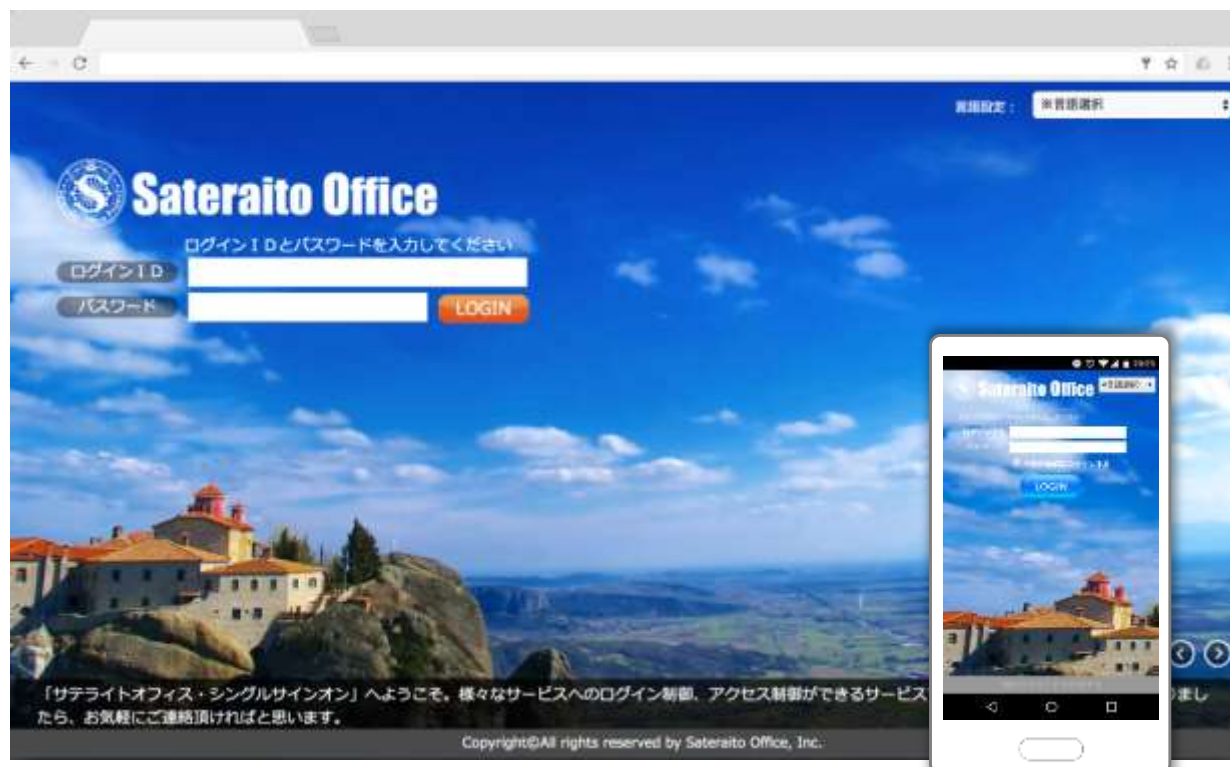 言語設定：
※言語選択
Sateraito Office
ログインＩＤとパスワードを入力してください
ログインＩＤ
パスワード
LOGIN
Sateraito Office
LOGIN
「サテライトオフィス・シングルサインオン」へようこそ。様々なサービスへのログイン制御、アクセス制御ができるサービス
まし
たら、お気軽にご連絡頂ければと思います。
Copyright©All rights reserved by Sateraito Office, Inc.